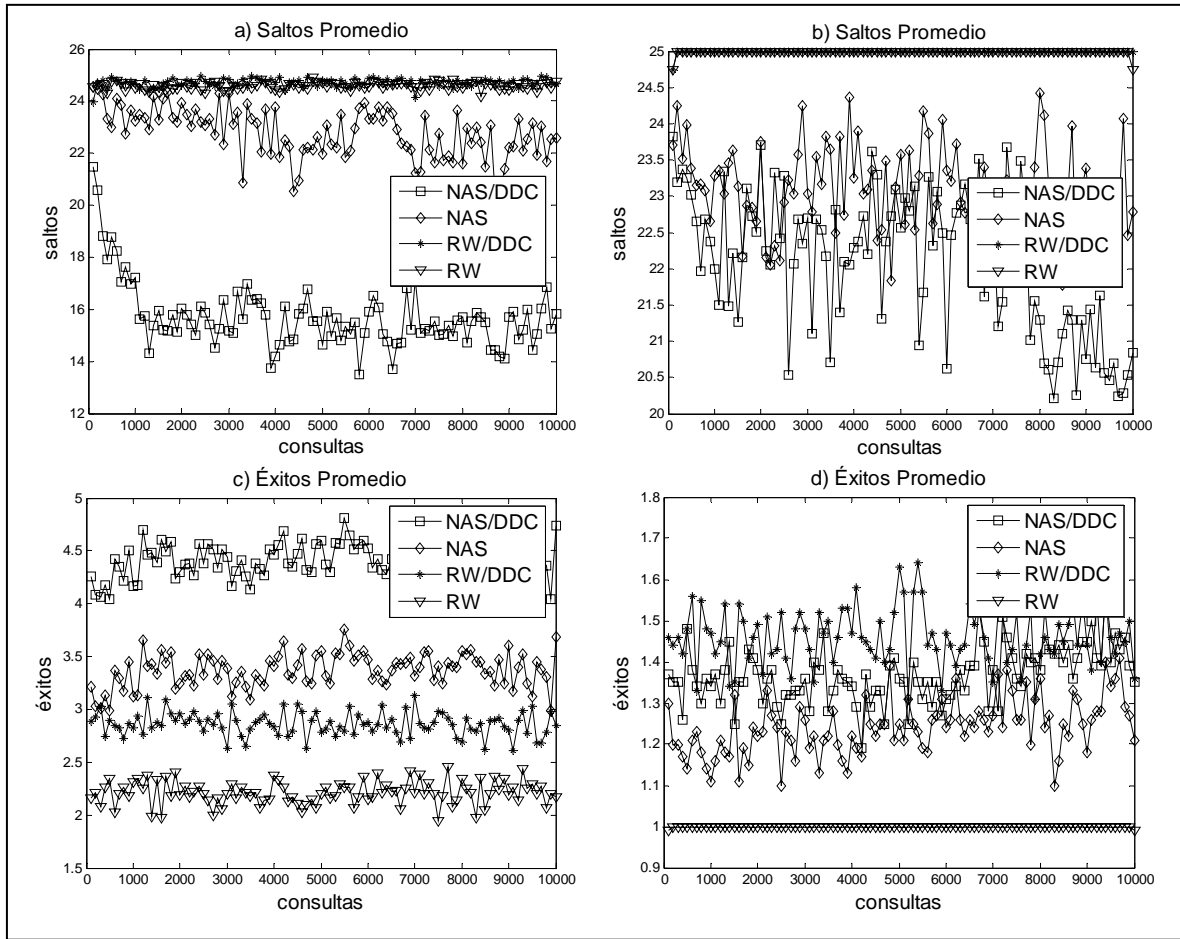 a) Saltos Promedio
26
24
22
20
18
16
14
12
saltos
NAS/DDC
NAS
RW/DDC
RW
0 1000 2000 3000 4000 5000 6000 7000 8000 9000 10000
consultas
b) Saltos Promedio
25
24.5
24
23.5
23
22.5
22
21.5
21
20.5
20
NAS/DDC
NAS
RW/DDC
RW
0 1000 2000 3000 4000 5000 6000 7000 8000 9000 10000
consultas
c) Éxitos Promedio
5
4.5
4
3.5
3
2.5
2
1.5
éxitos
NAS/DDC
NAS
RW/DDC
RW
0 1000 2000 3000 4000 5000 6000 7000 8000 9000 10000
consultas
d) Éxitos Promedio
1.8
1.7
1.6
1.5
1.4
1.3
1.2
1.1
1
0.9
éxitos
NAS/DDC
NAS
RW/DDC
RW
0 1000 2000 3000 4000 5000 6000 7000 8000 9000 10000
consultas